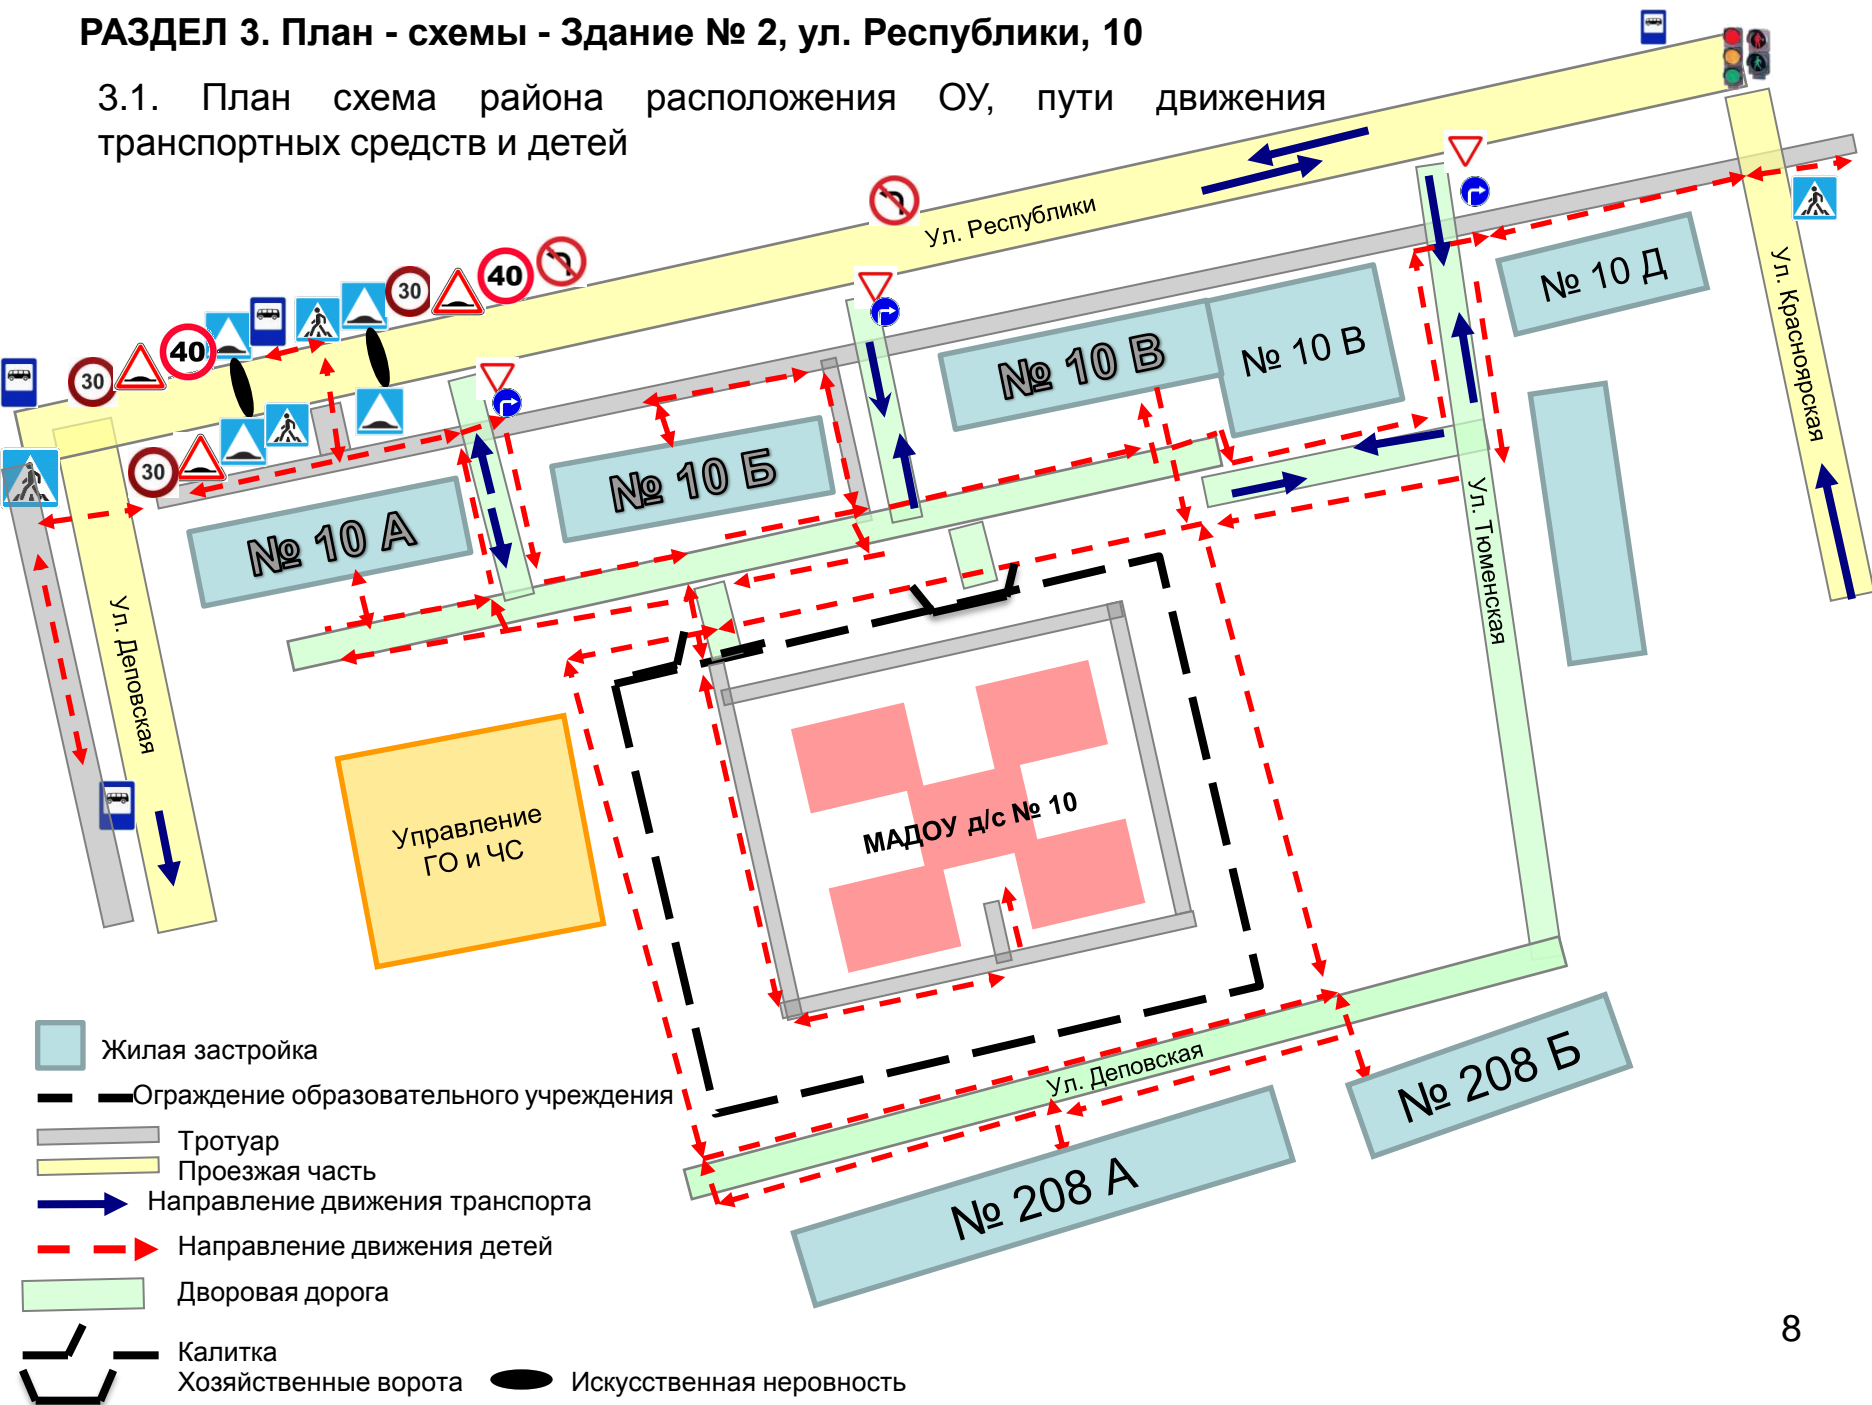 РАЗДЕЛ 3. План - схемы - Здание № 2, ул. Республики, 10
3.1. План схема района расположения ОУ, пути движения
транспортных средств и детей
Ул. Республики
40
30
40
30
30
№ 10 Д
№ 10 В
№ 10 В
№ 10 Б
№ 10 А
Ул. Красноярская
Ул. Тюменская
Ул. Деповская
Управление
ГО и ЧС
МАДОУ д/с № 10
Ул. Деповская
№ 208 Б
№ 208 А
Жилая застройка
Ограждение образовательного учреждения
Тротуар
Проезжая часть
Направление движения транспорта
Направление движения детей
Дворовая дорога
Калитка
Хозяйственные ворота
Искусственная неровность
8